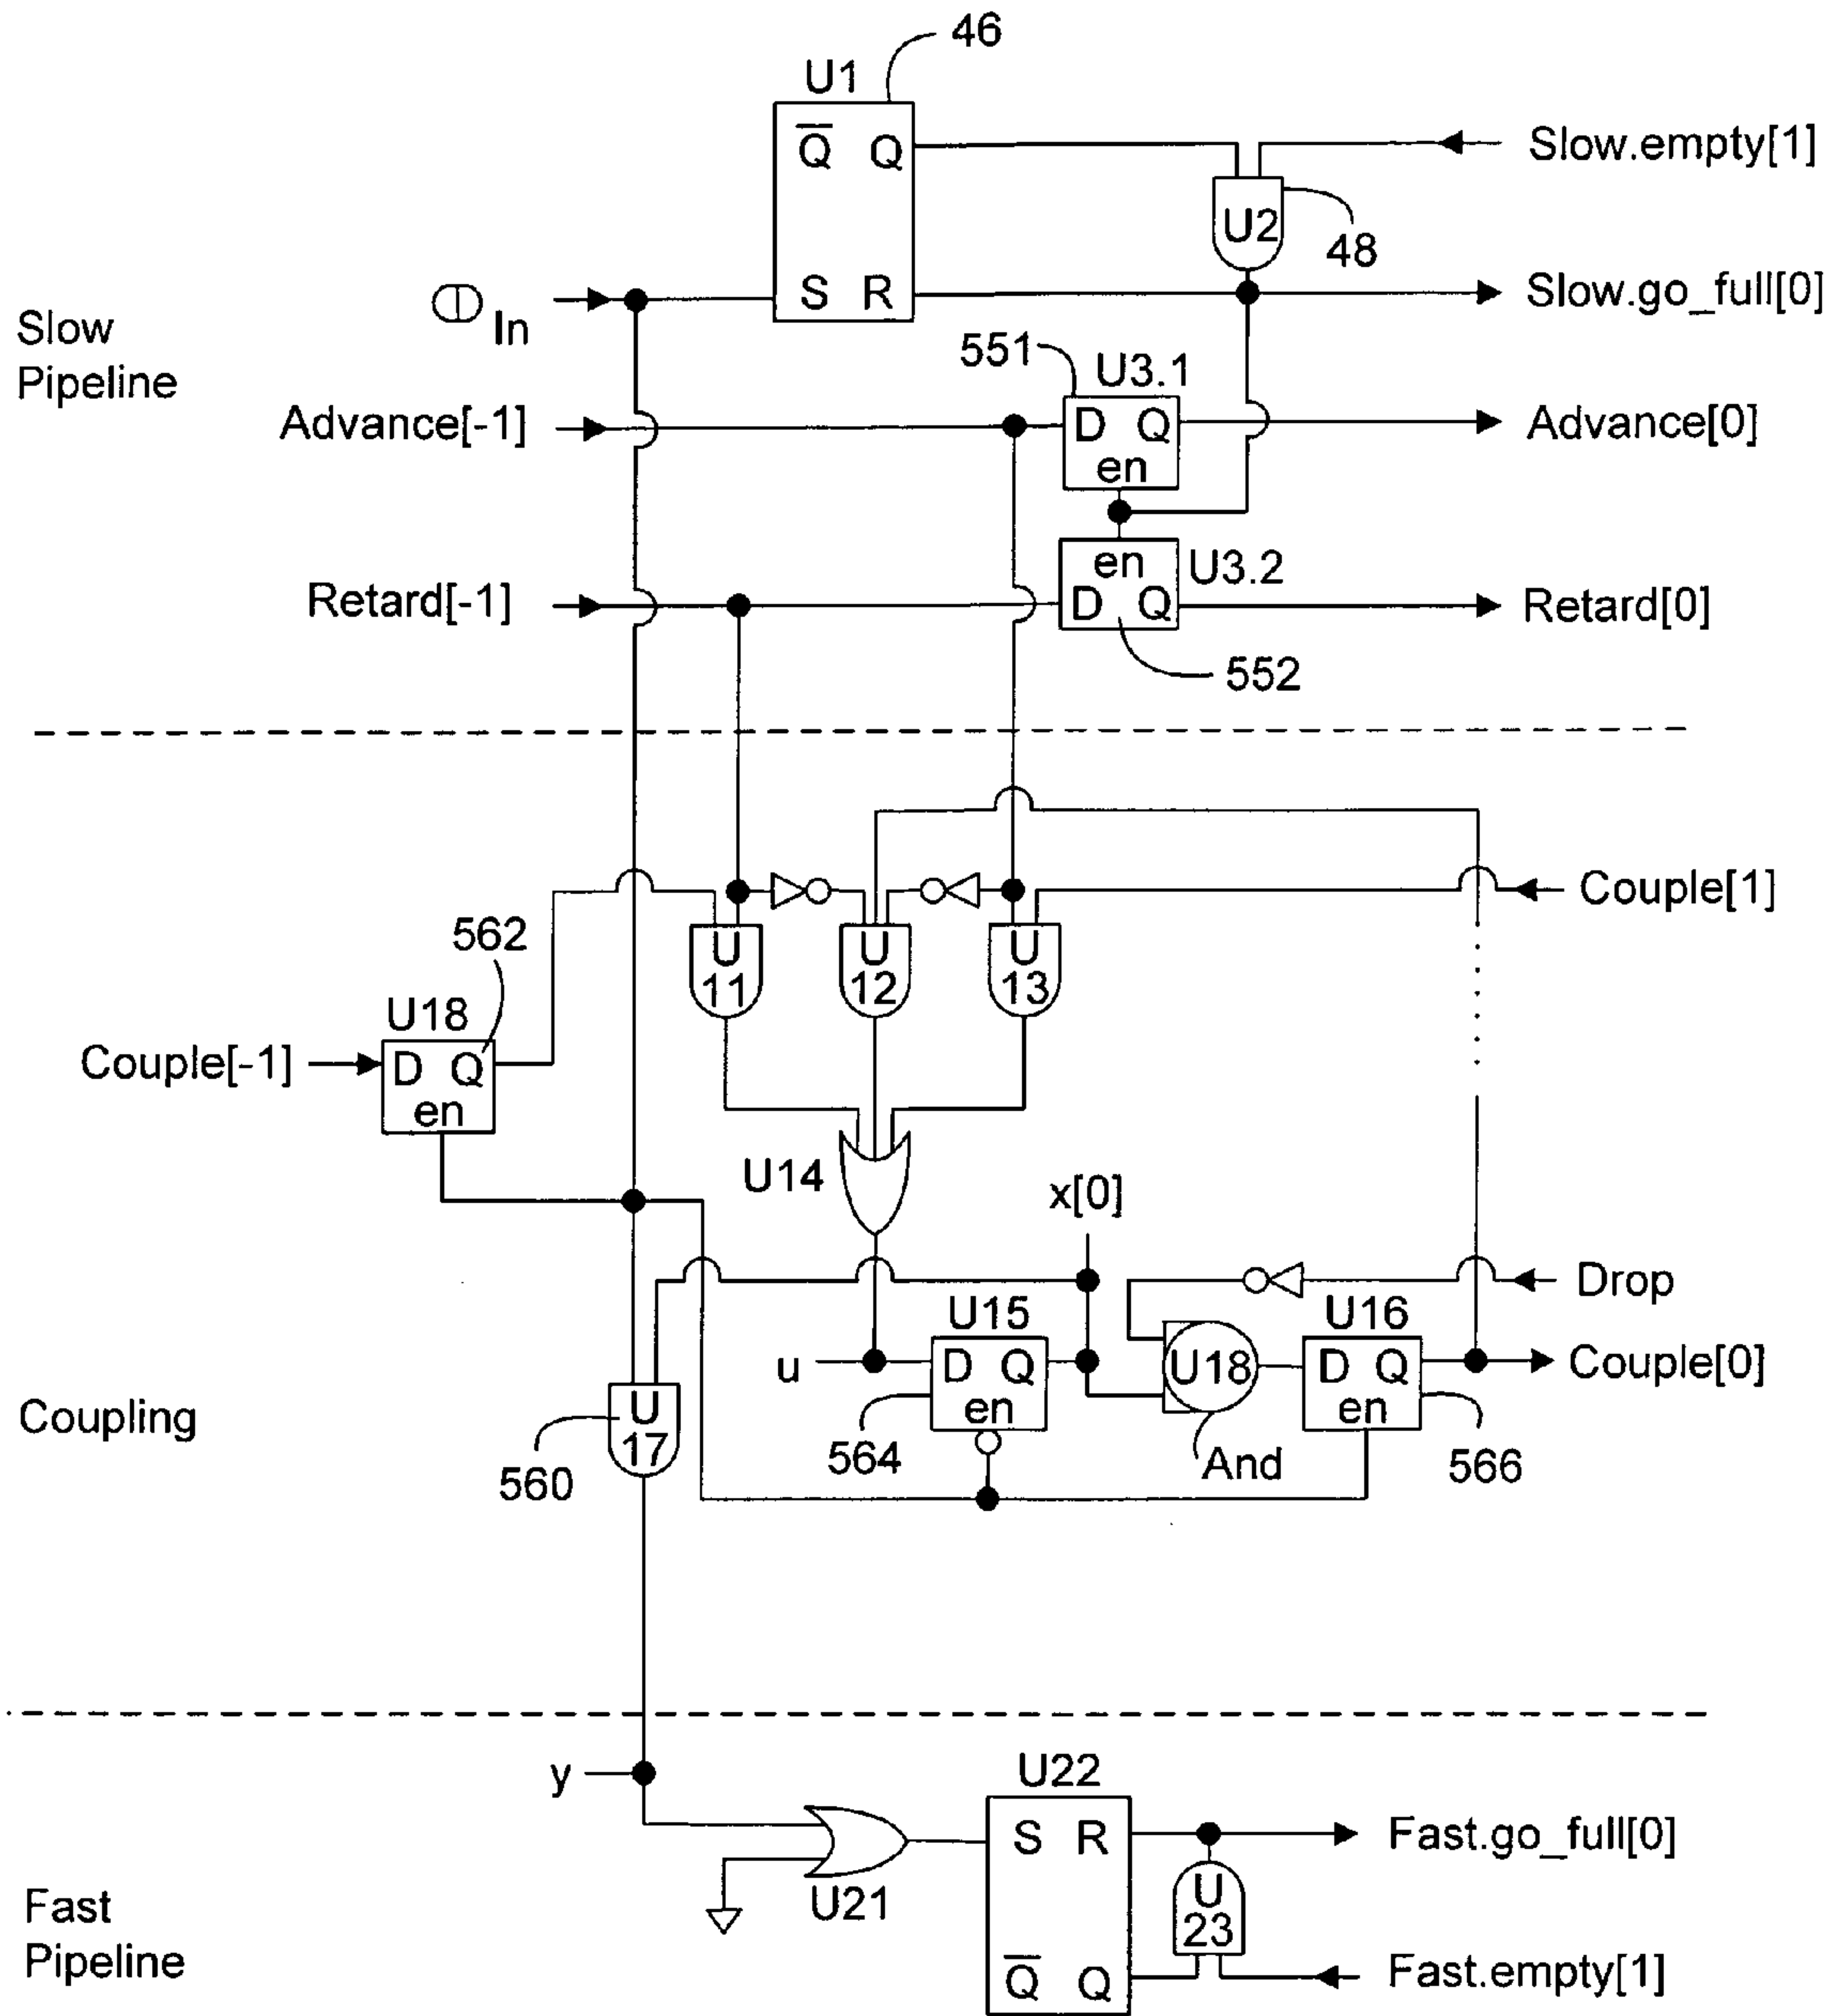 46
U1
Q Q
Slow.empty[1]
U2
48
S R
Slow.go_full[0]
Slow
Pipeline
In
551
U3.1
Advance[-1]
D Q
en
Advance[0]
en
U3.2
Retard[-1]
D Q
Retard[0]
552
Couple[1]
562
U
11
U
12
U
13
U18
Couple[-1]
D Q
en
U14
x[0]
Drop
U15
U16
u
D Q
en
U18
D Q
en
Couple[0]
Coupling
U
17
560
564
And
566
y
U22
S R
Fast.go_full[0]
U21
U
23
Fast
Pipeline
Q Q
Fast.empty[1]